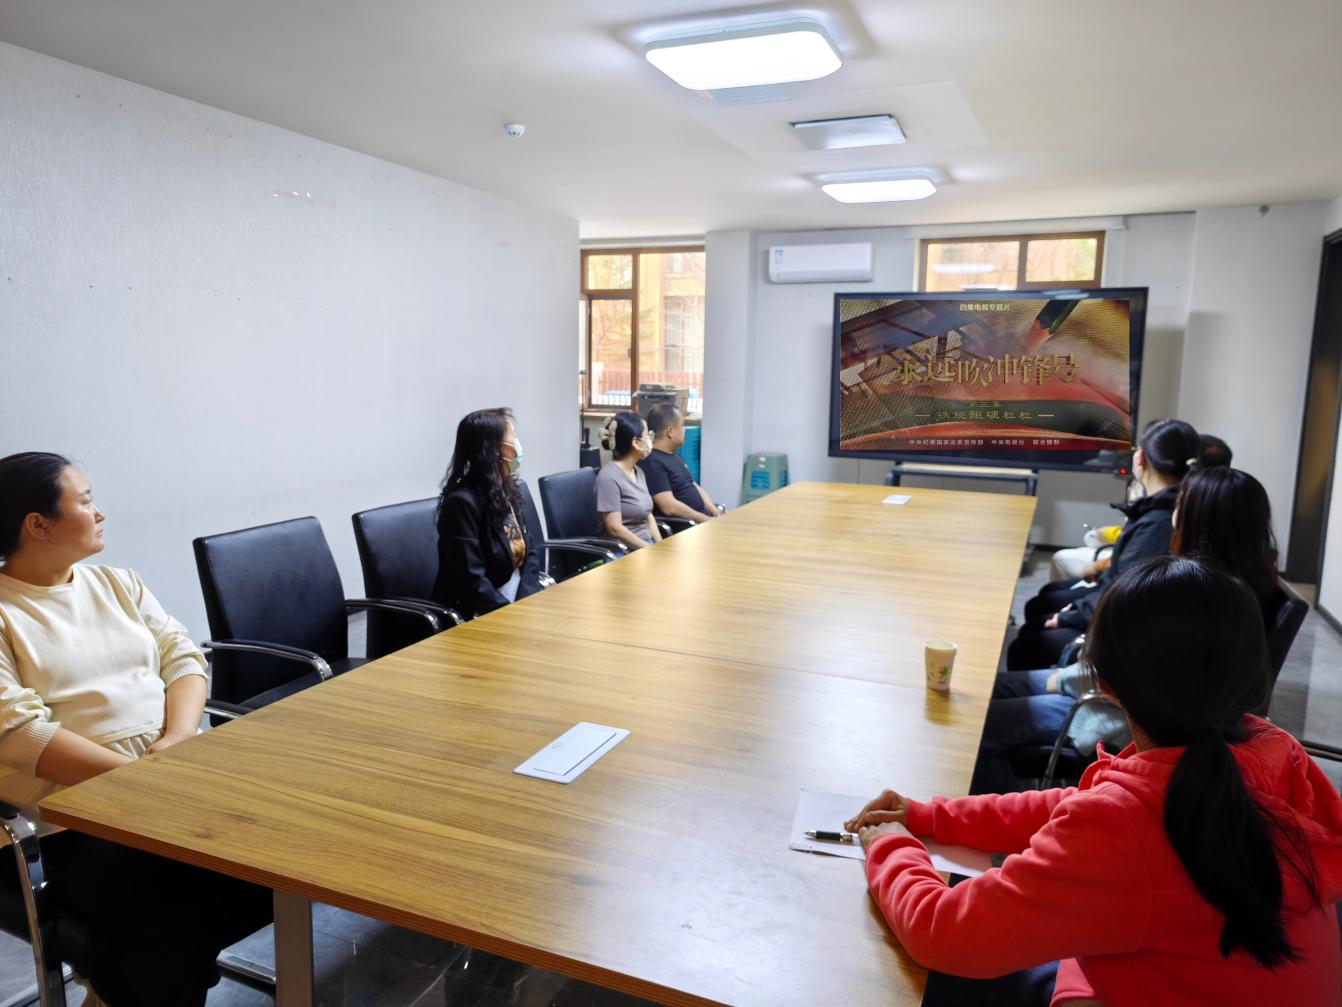 四集电视专题片
永远吹冲锋号
第三集
铁规矩硬杠杠
中央纪委国家监委宣传部 中央电视台 联合摄制